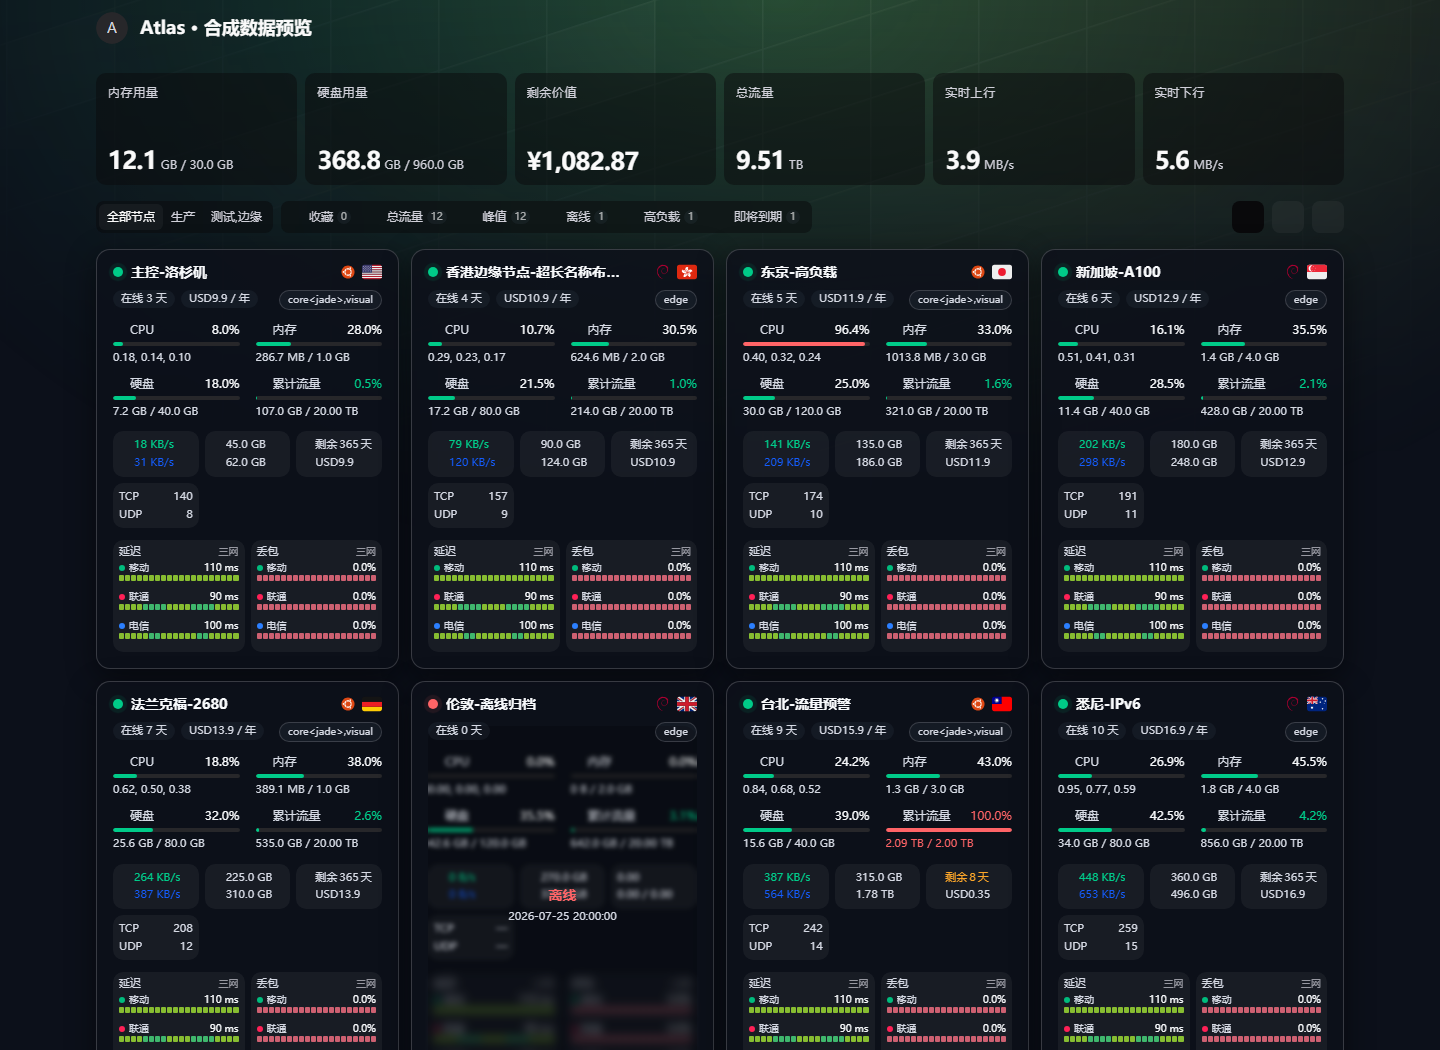 A Atlas • 合成数据预览
内存用量 硬盘用量 剩余价值 总流量 实时上行 实时下行
12.1 GB / 30.0 GB 368.8 GB / 960.0 GB ¥1,082.87 9.51 TB 3.9 MB/s 5.6 MB/s
全部节点 生产 测试,边缘 收藏 0 总流量 12 峰值 12 离线 1 高负载 1 即将到期 1
主控-洛杉矶
在线 3 天 USD9.9 / 年 core<jade>,visual
CPU 8.0% 内存 28.0%
0.18, 0.14, 0.10 286.7 MB / 1.0 GB
硬盘 18.0% 累计流量 0.5%
7.2 GB / 40.0 GB 107.0 GB / 20.00 TB
18 KB/s 45.0 GB 剩余 365 天
31 KB/s 62.0 GB USD9.9
TCP 140
UDP 8
延迟 三网 丢包 三网
移动 110 ms 移动 0.0%
联通 90 ms 联通 0.0%
电信 100 ms 电信 0.0%
香港边缘节点-超长名称布...
在线 4 天 USD10.9 / 年 edge
CPU 10.7% 内存 30.5%
0.29, 0.23, 0.17 624.6 MB / 2.0 GB
硬盘 21.5% 累计流量 1.0%
17.2 GB / 80.0 GB 214.0 GB / 20.00 TB
79 KB/s 90.0 GB 剩余 365 天
120 KB/s 124.0 GB USD10.9
TCP 157
UDP 9
延迟 三网 丢包 三网
移动 110 ms 移动 0.0%
联通 90 ms 联通 0.0%
电信 100 ms 电信 0.0%
东京-高负载
在线 5 天 USD11.9 / 年 core<jade>,visual
CPU 96.4% 内存 33.0%
0.40, 0.32, 0.24 1013.8 MB / 3.0 GB
硬盘 25.0% 累计流量 1.6%
30.0 GB / 120.0 GB 321.0 GB / 20.00 TB
141 KB/s 135.0 GB 剩余 365 天
209 KB/s 186.0 GB USD11.9
TCP 174
UDP 10
延迟 三网 丢包 三网
移动 110 ms 移动 0.0%
联通 90 ms 联通 0.0%
电信 100 ms 电信 0.0%
新加坡-A100
在线 6 天 USD12.9 / 年 edge
CPU 16.1% 内存 35.5%
0.51, 0.41, 0.31 1.4 GB / 4.0 GB
硬盘 28.5% 累计流量 2.1%
11.4 GB / 40.0 GB 428.0 GB / 20.00 TB
202 KB/s 180.0 GB 剩余 365 天
298 KB/s 248.0 GB USD12.9
TCP 191
UDP 11
延迟 三网 丢包 三网
移动 110 ms 移动 0.0%
联通 90 ms 联通 0.0%
电信 100 ms 电信 0.0%
法兰克福-2680
在线 7 天 USD13.9 / 年 core<jade>,visual
CPU 18.8% 内存 38.0%
0.62, 0.50, 0.38 389.1 MB / 1.0 GB
硬盘 32.0% 累计流量 2.6%
25.6 GB / 80.0 GB 535.0 GB / 20.00 TB
264 KB/s 225.0 GB 剩余 365 天
387 KB/s 310.0 GB USD13.9
TCP 208
UDP 12
延迟 三网 丢包 三网
移动 110 ms 移动 0.0%
联通 90 ms 联通 0.0%
伦敦-离线归档
在线 0 天 edge
离线
2026-07-25 20:00:00
台北-流量预警
在线 9 天 USD15.9 / 年 core<jade>,visual
CPU 24.2% 内存 43.0%
0.84, 0.68, 0.52 1.3 GB / 3.0 GB
硬盘 39.0% 累计流量 100.0%
15.6 GB / 40.0 GB 2.09 TB / 2.00 TB
387 KB/s 315.0 GB 剩余 8 天
564 KB/s 1.78 TB USD0.35
TCP 242
UDP 14
延迟 三网 丢包 三网
移动 110 ms 移动 0.0%
联通 90 ms 联通 0.0%
悉尼-IPv6
在线 10 天 USD16.9 / 年 edge
CPU 26.9% 内存 45.5%
0.95, 0.77, 0.59 1.8 GB / 4.0 GB
硬盘 42.5% 累计流量 4.2%
34.0 GB / 80.0 GB 856.0 GB / 20.00 TB
448 KB/s 360.0 GB 剩余 365 天
653 KB/s 496.0 GB USD16.9
TCP 259
UDP 15
延迟 三网 丢包 三网
移动 110 ms 移动 0.0%
联通 90 ms 联通 0.0%